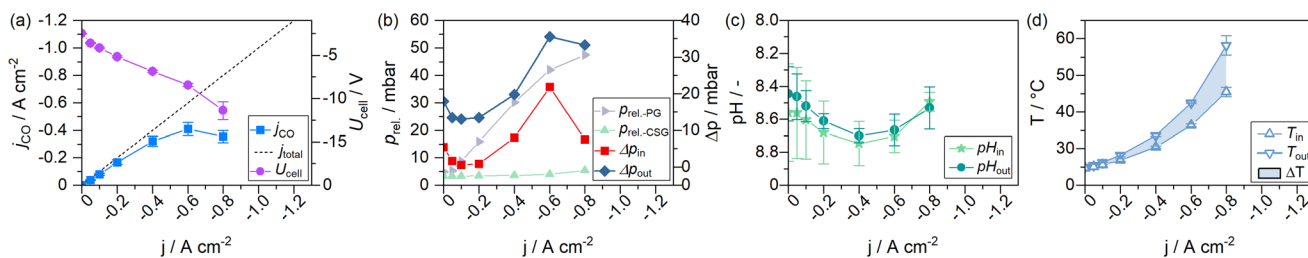 (a)
-1.2
-1.0
-0.8
-0.6
-0.4
-0.2
0
j_CO / A cm⁻²
0
-5
-10
-15
U_cell / V
j_CO
j_total
U_cell
0 -0.2 -0.4 -0.6 -0.8 -1.0 -1.2
j / A cm⁻²
(b)
60
50
40
30
20
10
0
p_rel. / mbar
40
30
20
10
0
Δp / mbar
p_rel.-PG
p_rel.-CSG
Δp_in
Δp_out
0 -0.2 -0.4 -0.6 -0.8 -1.0 -1.2
j / A cm⁻²
(c)
8.0
8.2
8.4
8.6
8.8
9.0
pH / -
pH_in
pH_out
0 -0.2 -0.4 -0.6 -0.8 -1.0 -1.2
j / A cm⁻²
(d)
70
50
30
15
T / °C
T_in
T_out
ΔT
0 -0.2 -0.4 -0.6 -0.8 -1.0 -1.2
j / A cm⁻²